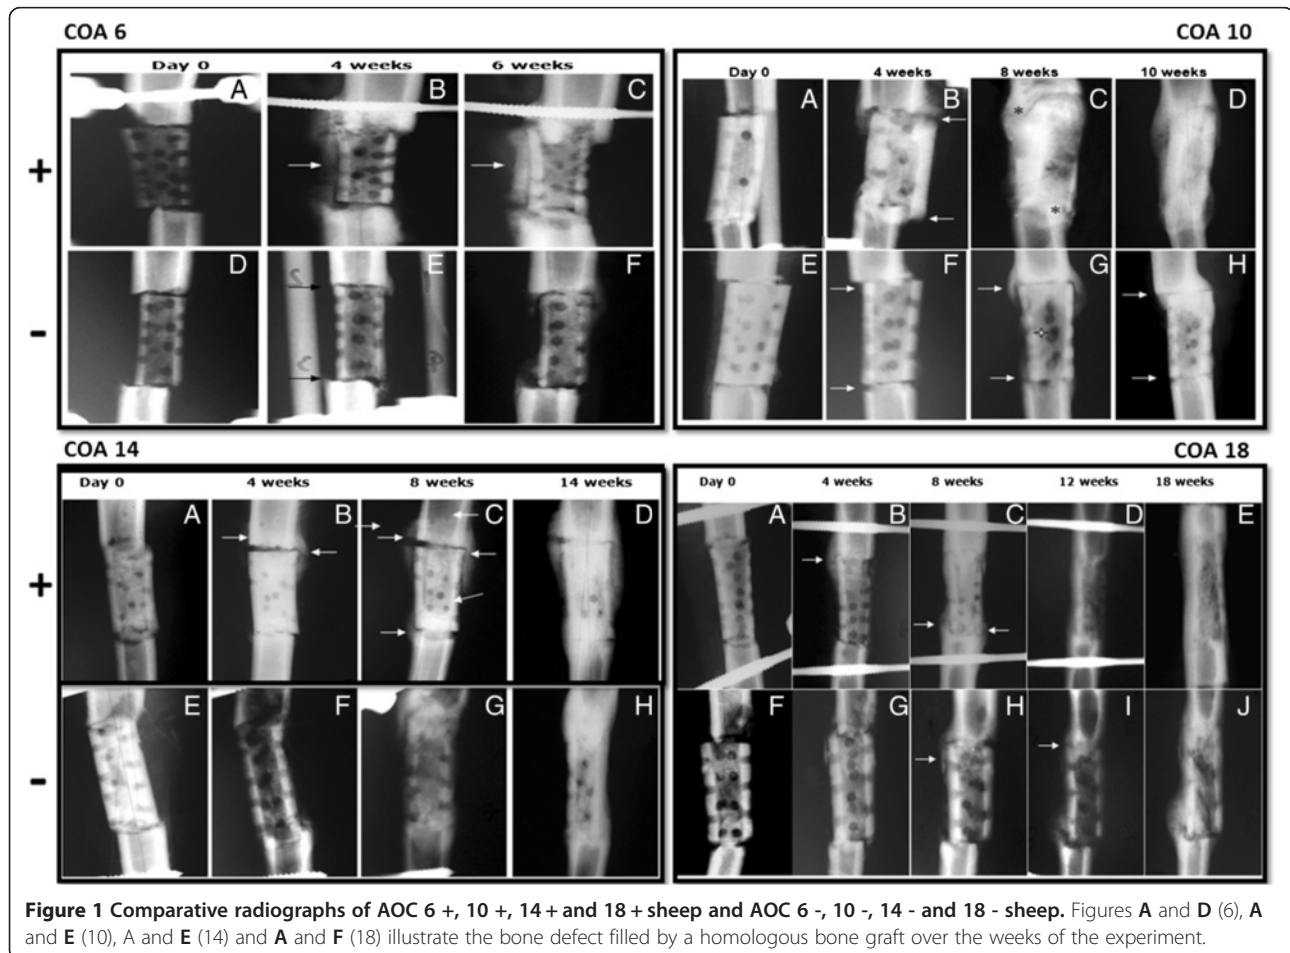 COA 6
COA 10
Day 0 4 weeks 6 weeks
A B C
+
D E F
-
Day 0 4 weeks 8 weeks 10 weeks
A B C D
* *
E F G H
COA 14
COA 18
Day 0 4 weeks 8 weeks 14 weeks
A B C D
+
E F G H
-
Day 0 4 weeks 8 weeks 12 weeks 18 weeks
A B C D E
F G H I J
Figure 1 Comparative radiographs of AOC 6 +, 10 +, 14 + and 18 + sheep and AOC 6 -, 10 -, 14 - and 18 - sheep. Figures A and D (6), A
and E (10), A and E (14) and A and F (18) illustrate the bone defect filled by a homologous bone graft over the weeks of the experiment.